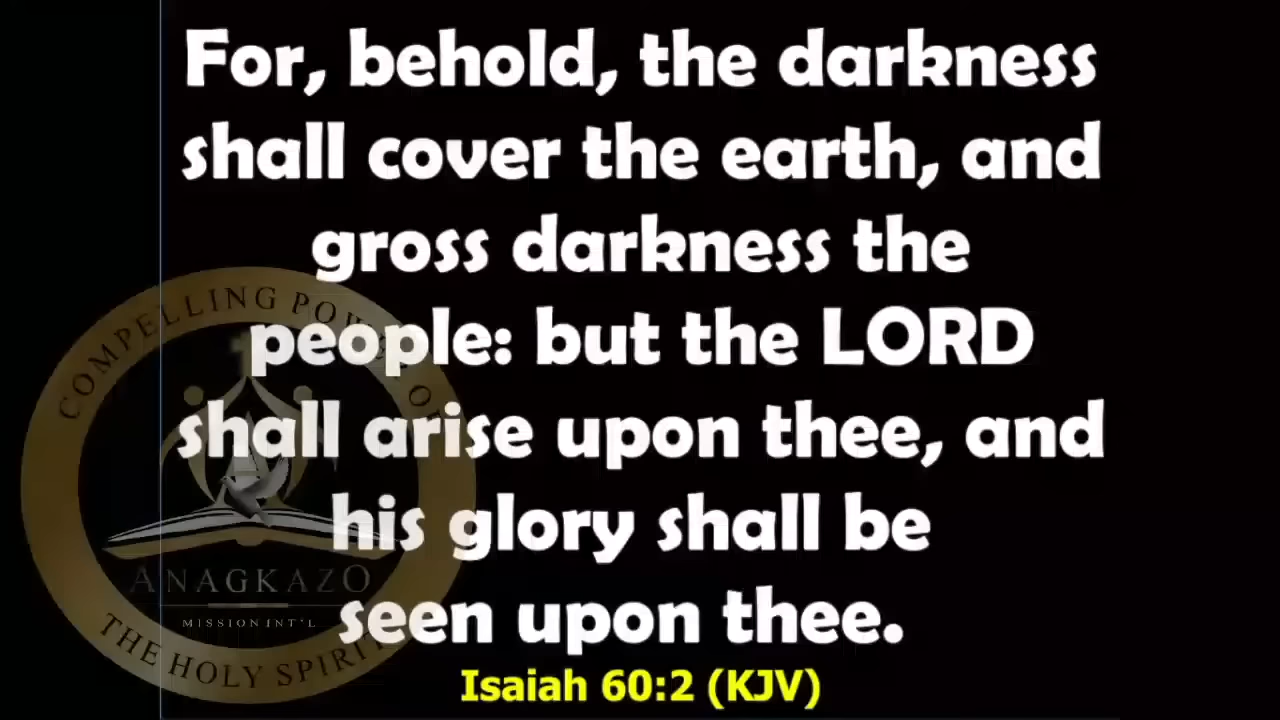 For, behold, the darkness
shall cover the earth, and
gross darkness the
people: but the LORD
shall arise upon thee, and
his glory shall be
seen upon thee.
Isaiah 60:2 (KJV)
COMPELLING POWER OF
ANAGKAZO
MISSION INT'L
THE HOLY SPIRIT